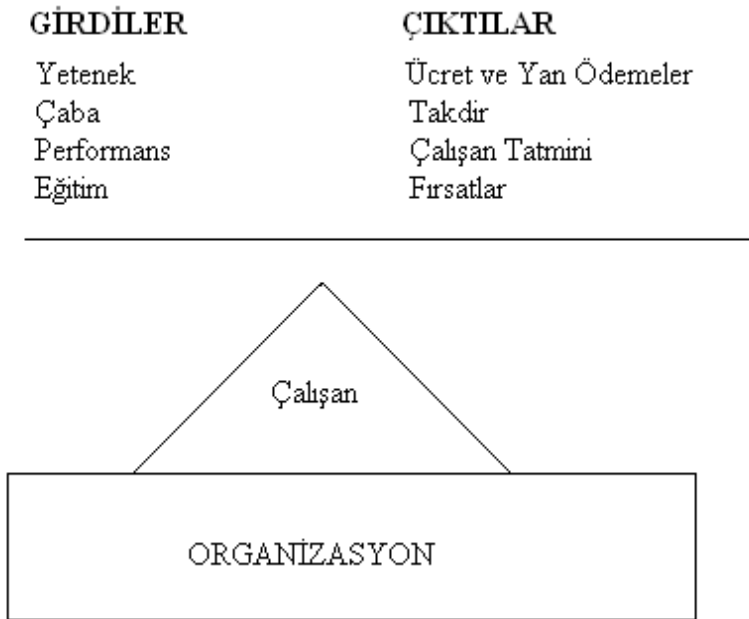 GİRDİLER ÇIKTILAR
Yetenek Ücret ve Yan Ödemeler
Çaba Takdir
Performans Çalışan Tatmini
Eğitim Fırsatlar
Çalışan
ORGANİZASYON